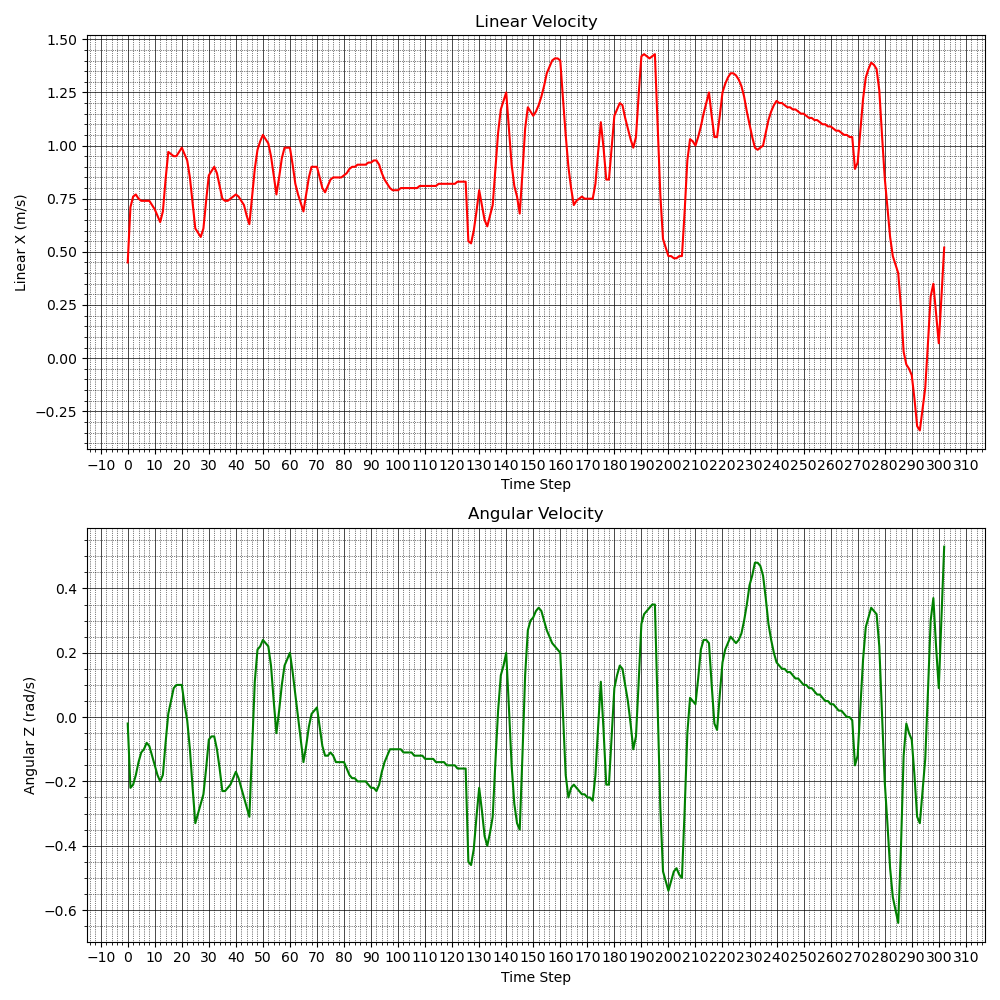 Linear Velocity
1.50
1.25
1.00
0.75
0.50
0.25
0.00
−0.25
Linear X (m/s)
−10 0 10 20 30 40 50 60 70 80 90 100 110 120 130 140 150 160 170 180 190 200 210 220 230 240 250 260 270 280 290 300 310
Time Step
Angular Velocity
0.4
0.2
0.0
−0.2
−0.4
−0.6
Angular Z (rad/s)
−10 0 10 20 30 40 50 60 70 80 90 100 110 120 130 140 150 160 170 180 190 200 210 220 230 240 250 260 270 280 290 300 310
Time Step